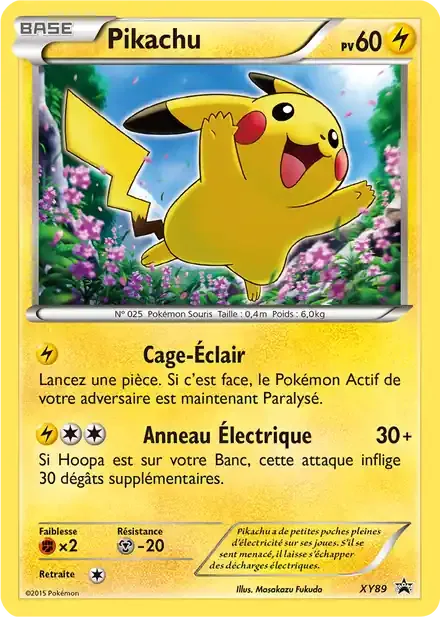 BASE Pikachu PV60
N° 025 Pokémon Souris Taille : 0,4m Poids : 6,0kg
Cage-Éclair
Lancez une pièce. Si c'est face, le Pokémon Actif de
votre adversaire est maintenant Paralysé.
Anneau Électrique 30+
Si Hoopa est sur votre Banc, cette attaque inflige
30 dégâts supplémentaires.
Faiblesse
×2
Résistance
-20
Retraite
Pikachu a de petites poches pleines
d'électricité sur ses joues. S'il se
sent menacé, il laisse s'échapper
des décharges électriques.
©2015 Pokémon
Illus. Masakazu Fukuda
XY89
PROMO